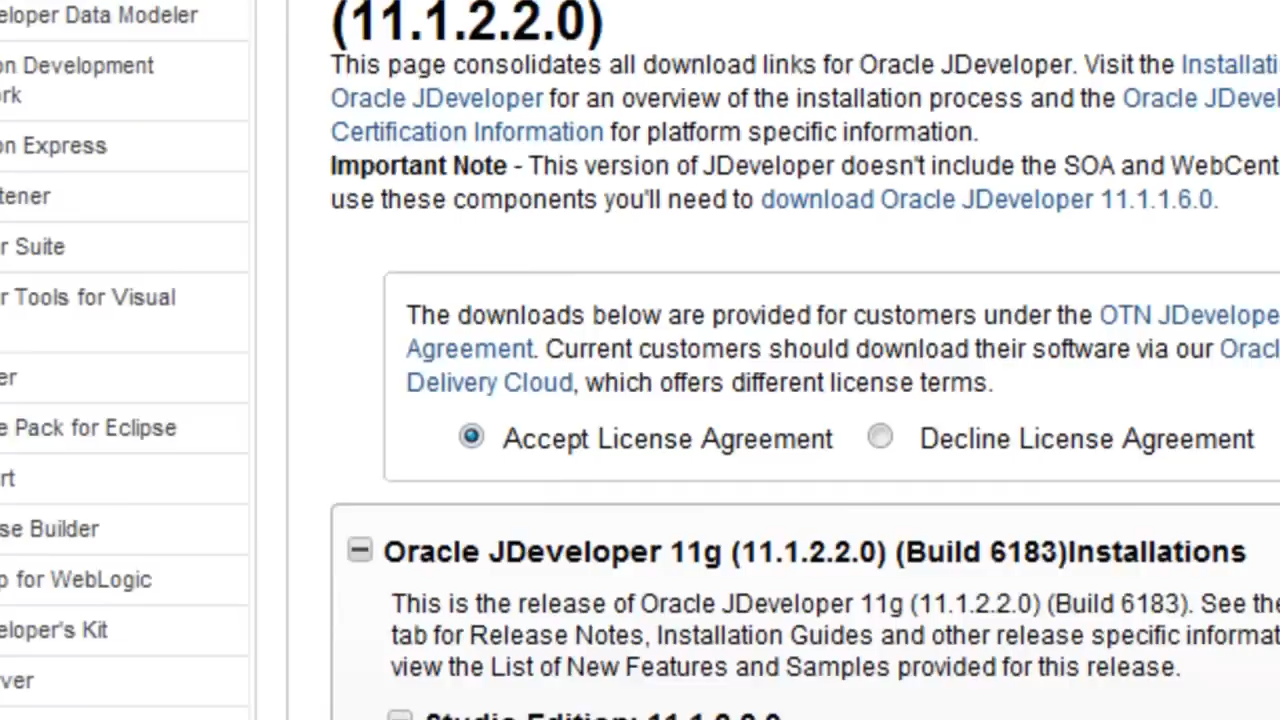 eloper Data Modeler
on Development
rk
on Express
tener
r Suite
r Tools for Visual
er
e Pack for Eclipse
rt
se Builder
p for WebLogic
eloper's Kit
ver
(11.1.2.2.0)
This page consolidates all download links for Oracle JDeveloper. Visit the Installati
Oracle JDeveloper for an overview of the installation process and the Oracle JDevel
Certification Information for platform specific information.
Important Note - This version of JDeveloper doesn't include the SOA and WebCent
use these components you'll need to download Oracle JDeveloper 11.1.1.6.0.
The downloads below are provided for customers under the OTN JDevelope
Agreement. Current customers should download their software via our Oracl
Delivery Cloud, which offers different license terms.
Accept License Agreement Decline License Agreement
Oracle JDeveloper 11g (11.1.2.2.0) (Build 6183)Installations
This is the release of Oracle JDeveloper 11g (11.1.2.2.0) (Build 6183). See the
tab for Release Notes, Installation Guides and other release specific informat
view the List of New Features and Samples provided for this release.
Studio Edition: 11.1.2.2.0